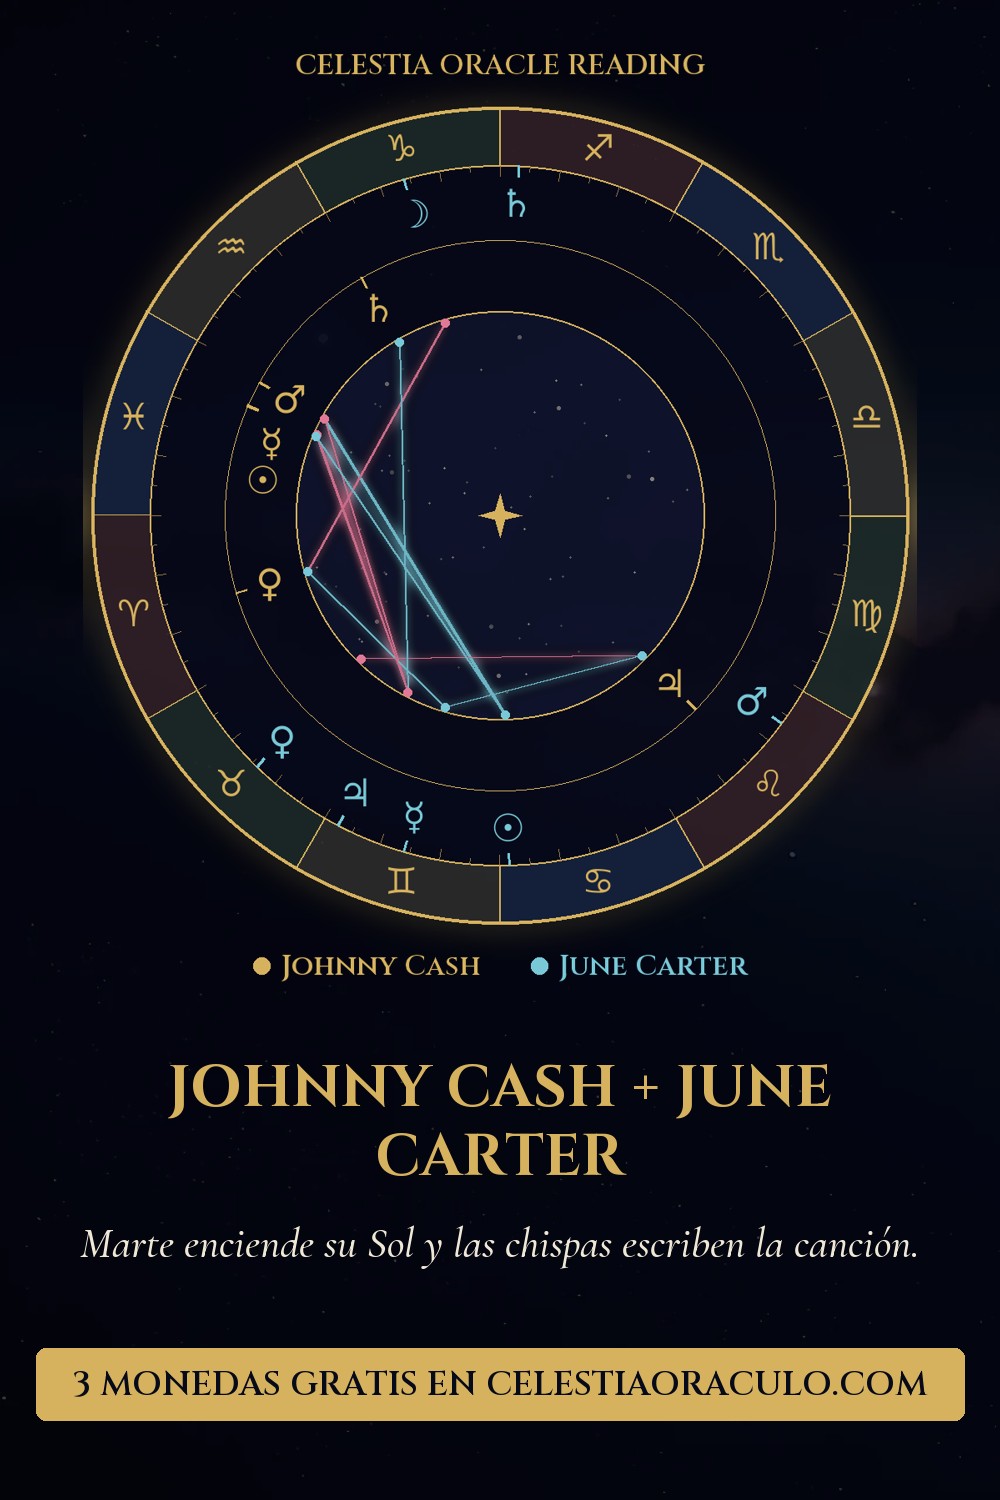 CELESTIA ORACLE READING
♑ ♐
♒ ♏
♓ ♎
♈ ♍
♉ ♌
♊ ♋
☽ ♄
♄
♂
☿
☉
♀
♃ ♂
♀
♃ ☿ ☉
JOHNNY CASH JUNE CARTER
JOHNNY CASH + JUNE
CARTER
Marte enciende su Sol y las chispas escriben la canción.
3 MONEDAS GRATIS EN CELESTIAORACULO.COM